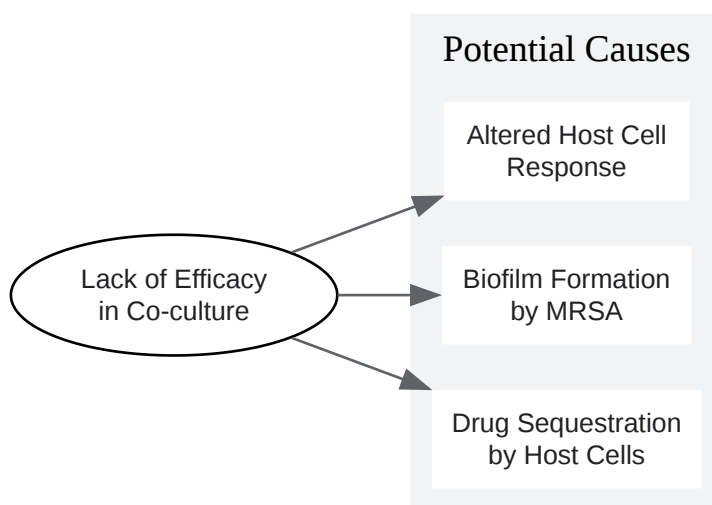 Potential Causes
Altered Host Cell
Response
Lack of Efficacy
in Co-culture
Biofilm Formation
by MRSA
Drug Sequestration
by Host Cells